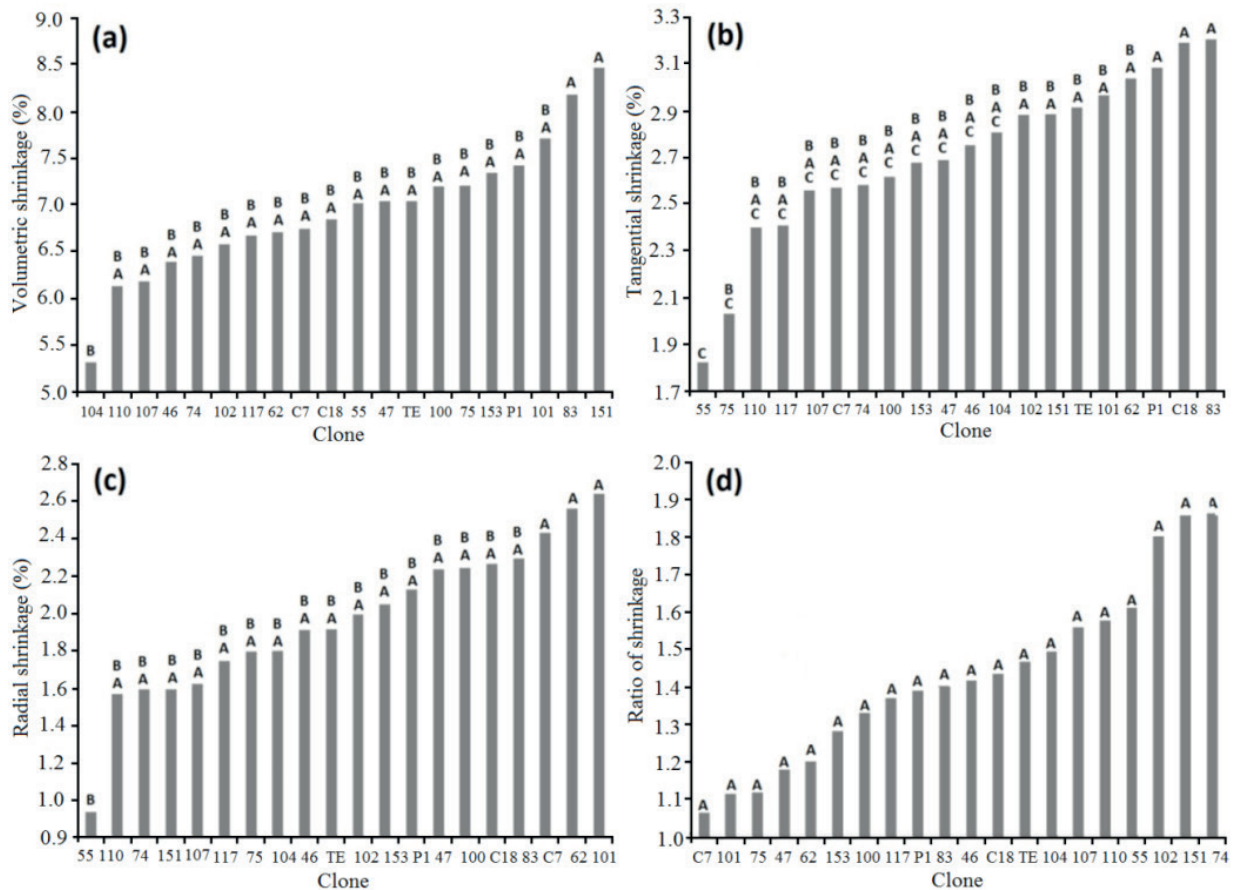 (a)
Volumetric shrinkage (%)
9.0
8.5
8.0
7.5
7.0
6.5
6.0
5.5
5.0
B B B B B B B B B B B B B B B B B B
A A A A A A A A A A A A A A A A A A A
104 110 107 46 74 102 117 62 C7 C18 55 47 TE 100 75 153 P1 101 83 151
Clone
(b)
Tangential shrinkage (%)
3.3
3.1
2.9
2.7
2.5
2.3
2.1
1.9
1.7
B B B B B B B B B B B B B B B B
A A A A A A A A A A A A A A A A A A
C C C C C C C C C C C C
55 75 110 117 107 C7 74 100 153 47 46 104 102 151 TE 101 62 P1 C18 83
Clone
(c)
Radial shrinkage (%)
2.8
2.6
2.4
2.2
2.0
1.8
1.6
1.4
1.2
1.0
0.9
B B B B B B B B B B B B B B B B B
A A A A A A A A A A A A A A A A A A A
55 110 74 151 107 117 75 104 46 TE 102 153 P1 47 100 C18 83 C7 62 101
Clone
(d)
Ratio of shrinkage
2.0
1.9
1.8
1.7
1.6
1.5
1.4
1.3
1.2
1.1
1.0
A A A A A A A A A A A A A A A A A A A A
C7 101 75 47 62 153 100 117 P1 83 46 C18 TE 104 107 110 55 102 151 74
Clone